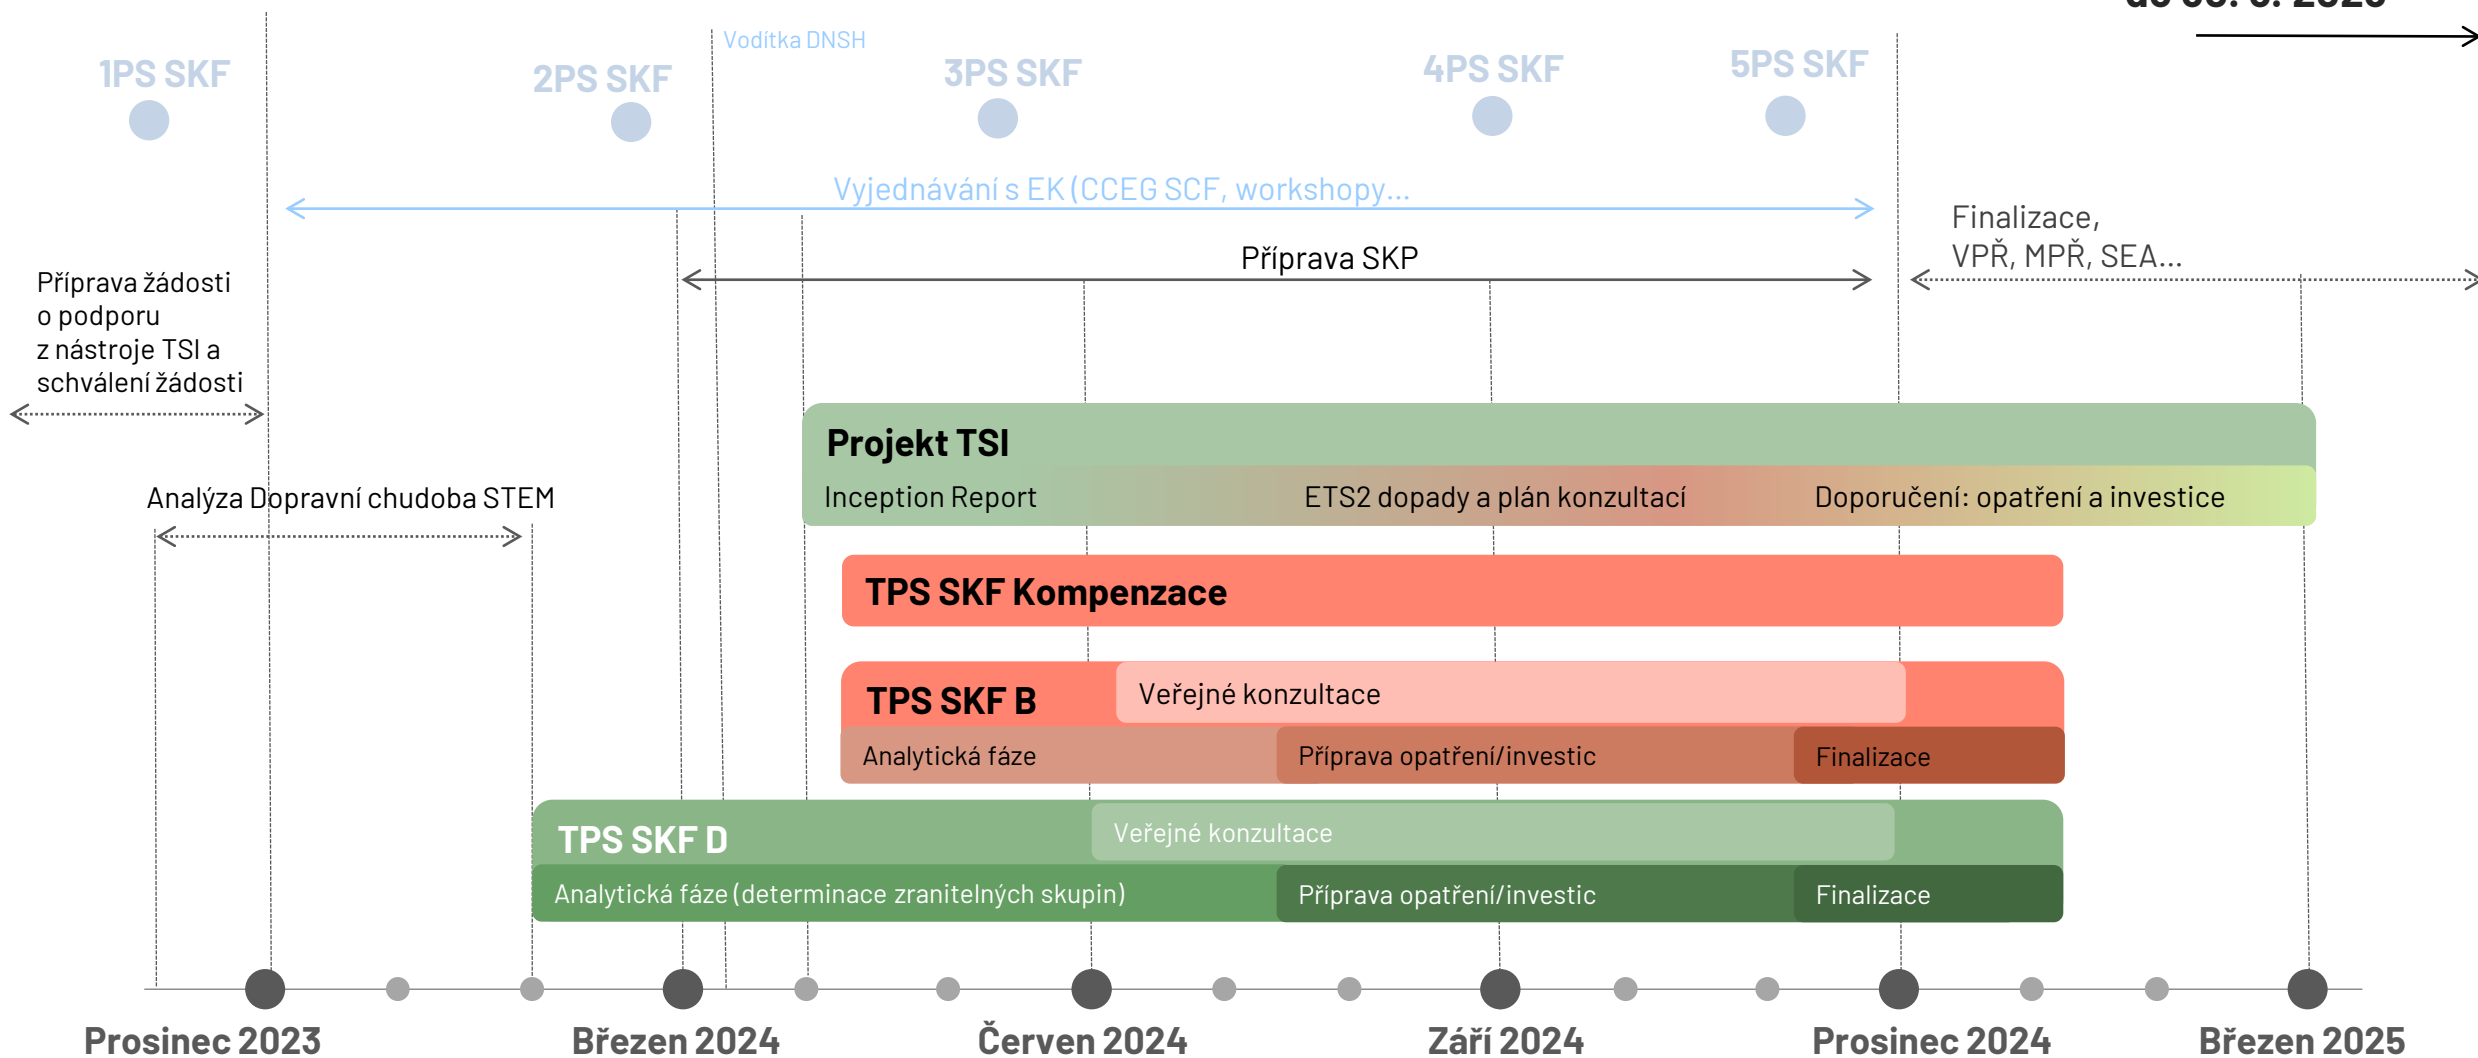 Vodítka DNSH
1PS SKF
2PS SKF
3PS SKF
4PS SKF
5PS SKF
Vyjednávání s EK (CCEG SCF, workshopy...
Finalizace,
VPŘ, MPŘ, SEA...
Příprava SKP
Příprava žádosti
o podporu
z nástroje TSI a
schválení žádosti
Projekt TSI
Inception Report
ETS2 dopady a plán konzultací
Doporučení: opatření a investice
Analýza Dopravní chudoba STEM
TPS SKF Kompenzace
TPS SKF B
Veřejné konzultace
Analytická fáze
Příprava opatření/investic
Finalizace
TPS SKF D
Veřejné konzultace
Analytická fáze (determinace zranitelných skupin)
Příprava opatření/investic
Finalizace
Prosinec 2023
Březen 2024
Červen 2024
Září 2024
Prosinec 2024
Březen 2025